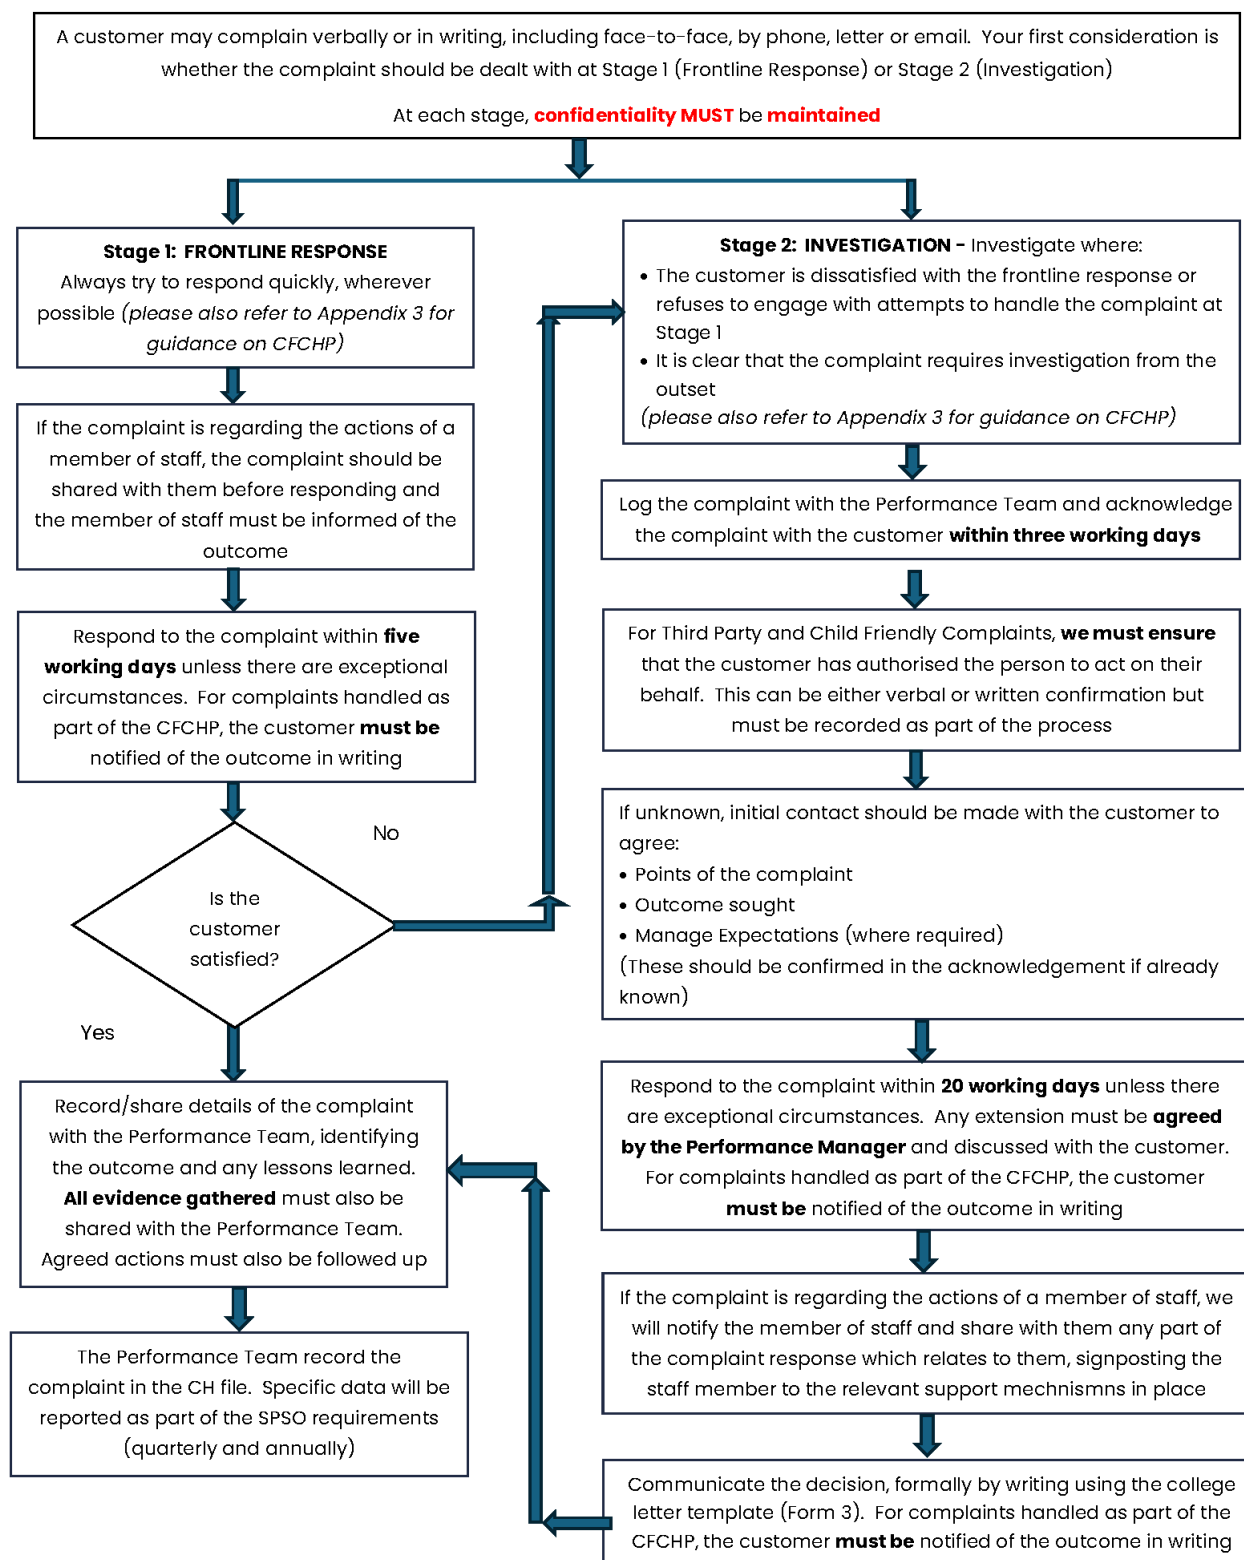 A customer may complain verbally or in writing, including face-to-face, by phone, letter or email.  Your first consideration is
whether the complaint should be dealt with at Stage 1 (Frontline Response) or Stage 2 (Investigation)
At each stage, confidentiality MUST be maintained
Stage 1:  FRONTLINE RESPONSE
Always try to respond quickly, wherever
possible (please also refer to Appendix 3 for
guidance on CFCHP)
If the complaint is regarding the actions of a
member of staff, the complaint should be
shared with them before responding and
the member of staff must be informed of the
outcome
Respond to the complaint within five
working days unless there are exceptional
circumstances.  For complaints handled as
part of the CFCHP, the customer must be
notified of the outcome in writing
Is the
customer
satisfied?
No
Yes
Record/share details of the complaint
with the Performance Team, identifying
the outcome and any lessons learned.
All evidence gathered must also be
shared with the Performance Team.
Agreed actions must also be followed up
The Performance Team record the
complaint in the CH file.  Specific data will be
reported as part of the SPSO requirements
(quarterly and annually)
Stage 2:  INVESTIGATION - Investigate where:
• The customer is dissatisfied with the frontline response or
refuses to engage with attempts to handle the complaint at
Stage 1
• It is clear that the complaint requires investigation from the
outset
(please also refer to Appendix 3 for guidance on CFCHP)
Log the complaint with the Performance Team and acknowledge
the complaint with the customer within three working days
For Third Party and Child Friendly Complaints, we must ensure
that the customer has authorised the person to act on their
behalf.  This can be either verbal or written confirmation but
must be recorded as part of the process
If unknown, initial contact should be made with the customer to
agree:
• Points of the complaint
• Outcome sought
• Manage Expectations (where required)
(These should be confirmed in the acknowledgement if already
known)
Respond to the complaint within 20 working days unless there
are exceptional circumstances.  Any extension must be agreed
by the Performance Manager and discussed with the customer.
For complaints handled as part of the CFCHP, the customer
must be notified of the outcome in writing
If the complaint is regarding the actions of a member of staff, we
will notify the member of staff and share with them any part of
the complaint response which relates to them, signposting the
staff member to the relevant support mechnismns in place
Communicate the decision, formally by writing using the college
letter template (Form 3).  For complaints handled as part of the
CFCHP, the customer must be notified of the outcome in writing